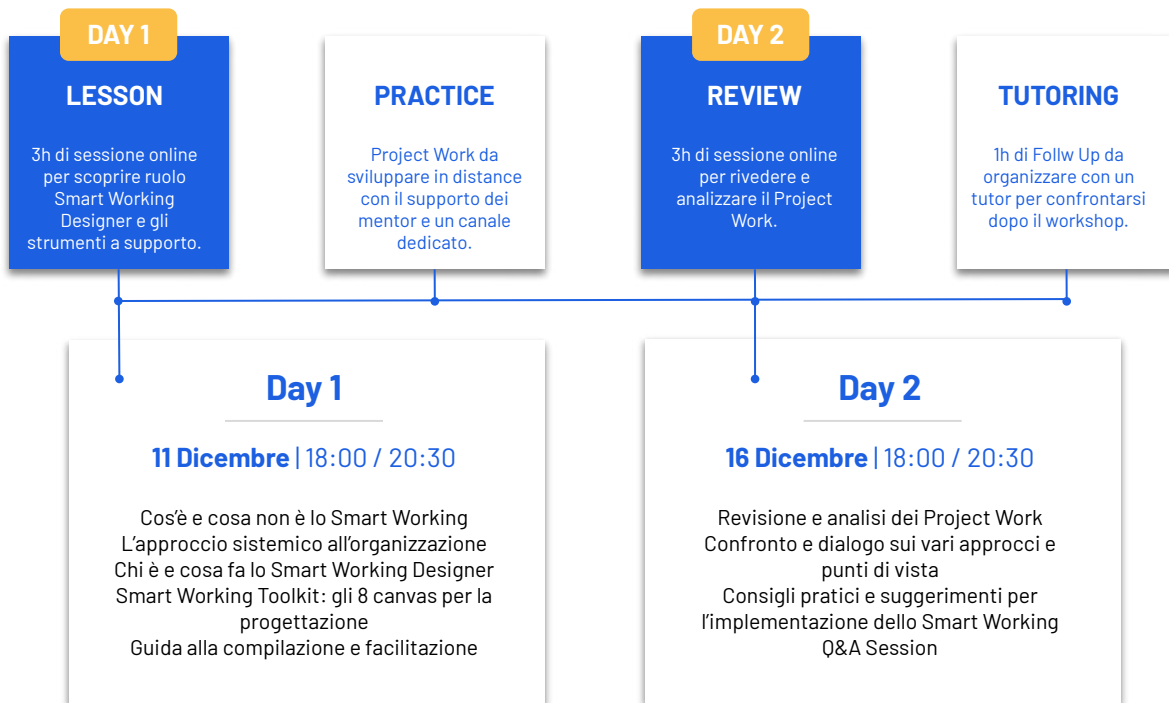 DAY 1
LESSON
3h di sessione online
per scoprire ruolo
Smart Working
Designer e gli
strumenti a supporto.
PRACTICE
Project Work da
sviluppare in distance
con il supporto dei
mentor e un canale
dedicato.
DAY 2
REVIEW
3h di sessione online
per rivedere e
analizzare il Project
Work.
TUTORING
1h di Follw Up da
organizzare con un
tutor per confrontarsi
dopo il workshop.
Day 1
11 Dicembre | 18:00 / 20:30
Cos'è e cosa non è lo Smart Working
L'approccio sistemico all'organizzazione
Chi è e cosa fa lo Smart Working Designer
Smart Working Toolkit: gli 8 canvas per la
progettazione
Guida alla compilazione e facilitazione
Day 2
16 Dicembre | 18:00 / 20:30
Revisione e analisi dei Project Work
Confronto e dialogo sui vari approcci e
punti di vista
Consigli pratici e suggerimenti per
l'implementazione dello Smart Working
Q&A Session